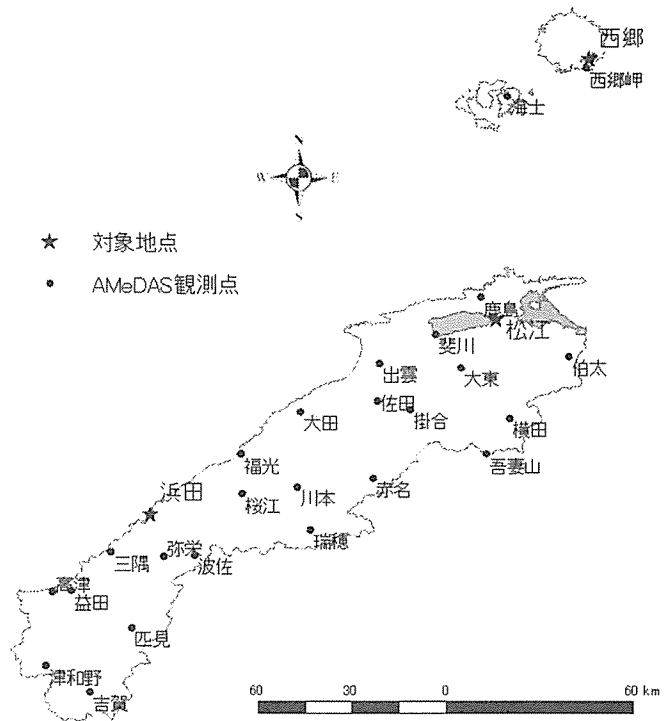 西郷
西郷岬
海士
W E
★ 対象地点
● AMeDAS観測点
鹿島
松江
斐川
伯太
出雲
大東
佐田
掛合
大田
横田
吾妻山
福光
浜田
桜江
川本
赤名
瑞穂
三隅
弥栄
波佐
高津
益田
匹見
津和野
吉賀
60 30 0 60 km